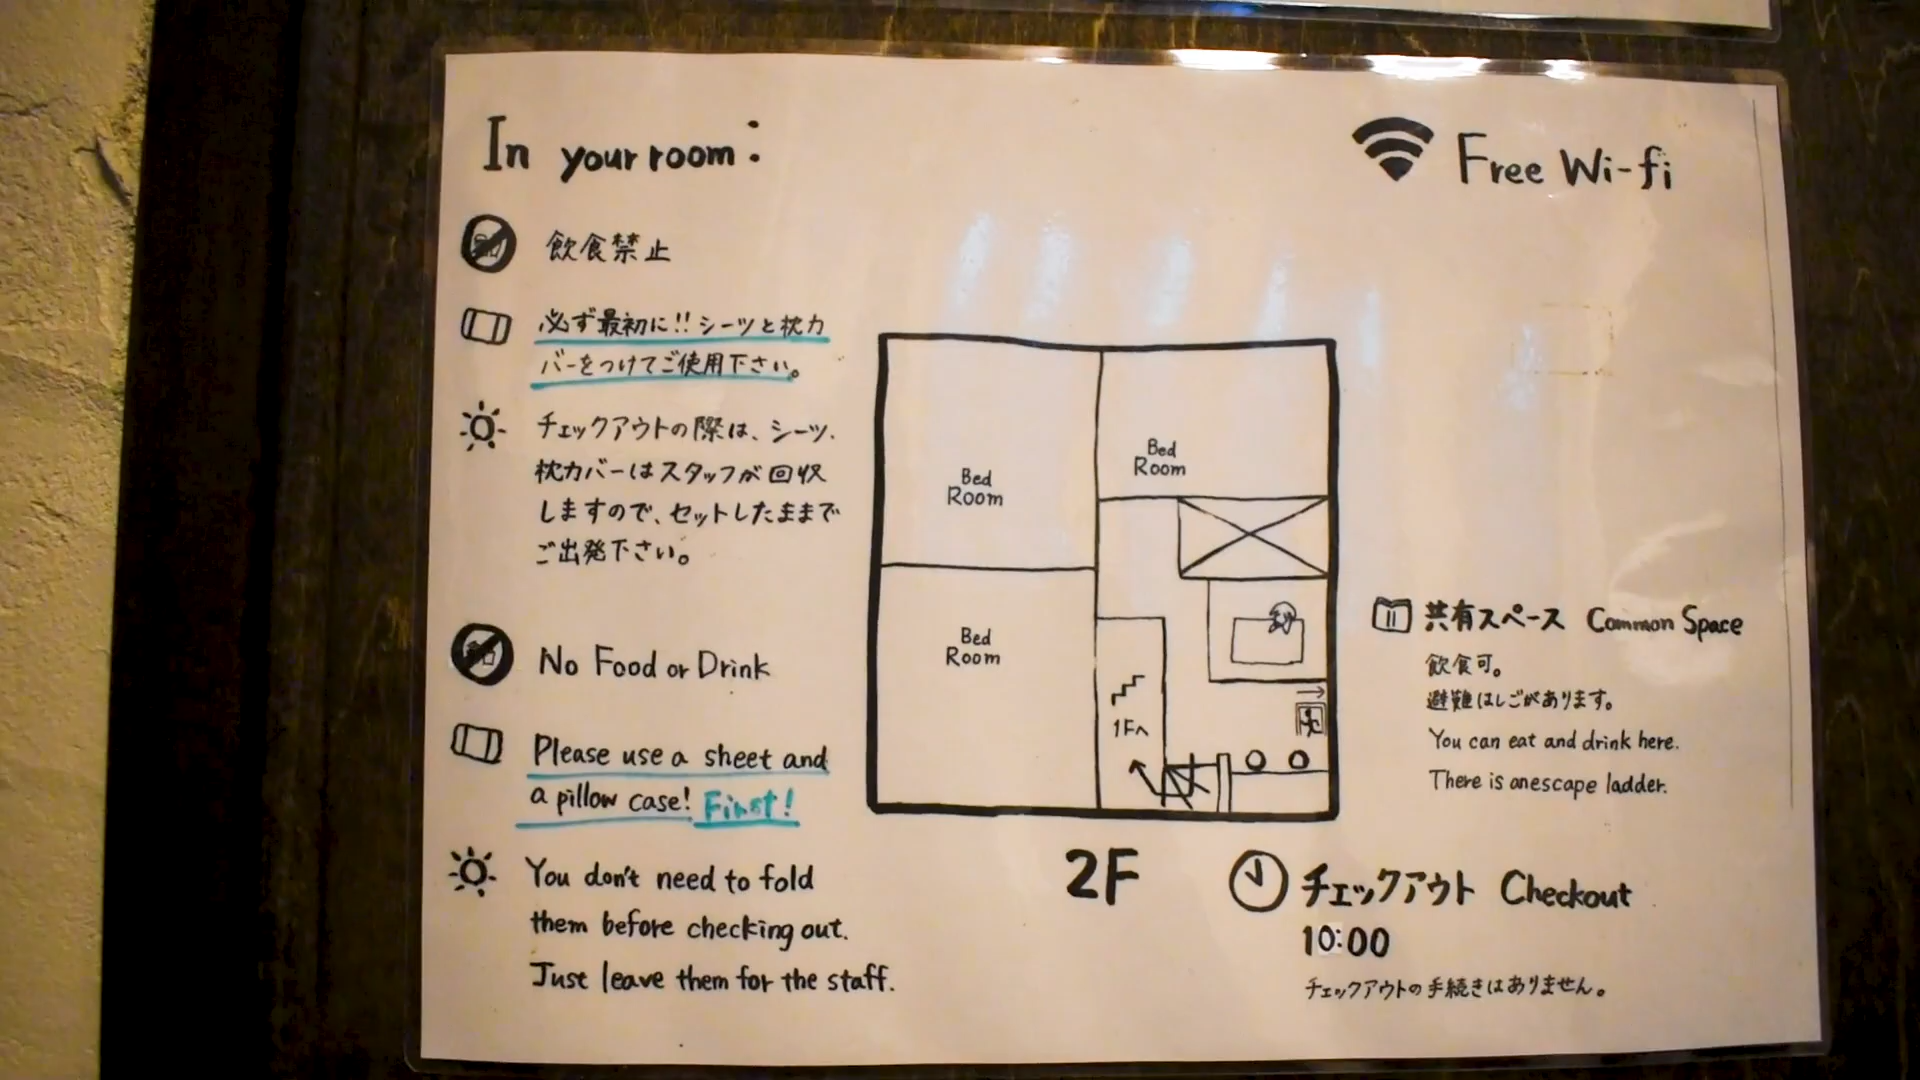 In your room:
Free Wi-fi
飲食禁止
必ず最初に!!シーツと枕カ
バーをつけてご使用下さい。
チェックアウトの際は、シーツ、
枕カバーはスタッフが回収
しますので、セットしたままで
ご出発下さい。
No Food or Drink
Please use a sheet and
a pillow case! First!
You don't need to fold
them before checking out.
Just leave them for the staff.
Bed
Room
Bed
Room
Bed
Room
1Fへ
2F
共有スペース Common Space
飲食可。
避難はしごがあります。
You can eat and drink here.
There is anescape ladder.
チェックアウト Checkout
10:00
チェックアウトの手続きはありません。